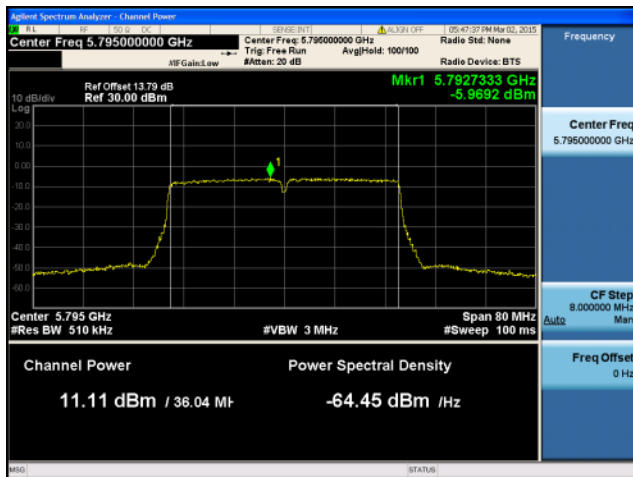 Agilent Spectrum Analyzer - Channel Power
RL RF 50 Ω DC SENSE:INT ALIGN OFF 05:47:37 PM Mar 02, 2015
Center Freq 5.795000000 GHz
Center Freq: 5.795000000 GHz
Radio Std: None
Trig: Free Run Avg|Hold: 100/100
#IFGain:Low
#Atten: 20 dB
Radio Device: BTS
Frequency
Mkr1 5.7927333 GHz
-5.9692 dBm
Ref Offset 13.79 dB
10 dB/div Ref 30.00 dBm
Log
20.0
10.0
0.00
-10.0
-20.0
-30.0
-40.0
-50.0
-60.0
1
Center 5.795 GHz
Span 80 MHz
#Res BW 510 kHz
#VBW 3 MHz
#Sweep 100 ms
Center Freq
5.795000000 GHz
CF Step
8.000000 MHz
Auto Man
Freq Offset
0 Hz
Channel Power
Power Spectral Density
11.11 dBm / 36.04 MH
-64.45 dBm /Hz
MSG
STATUS